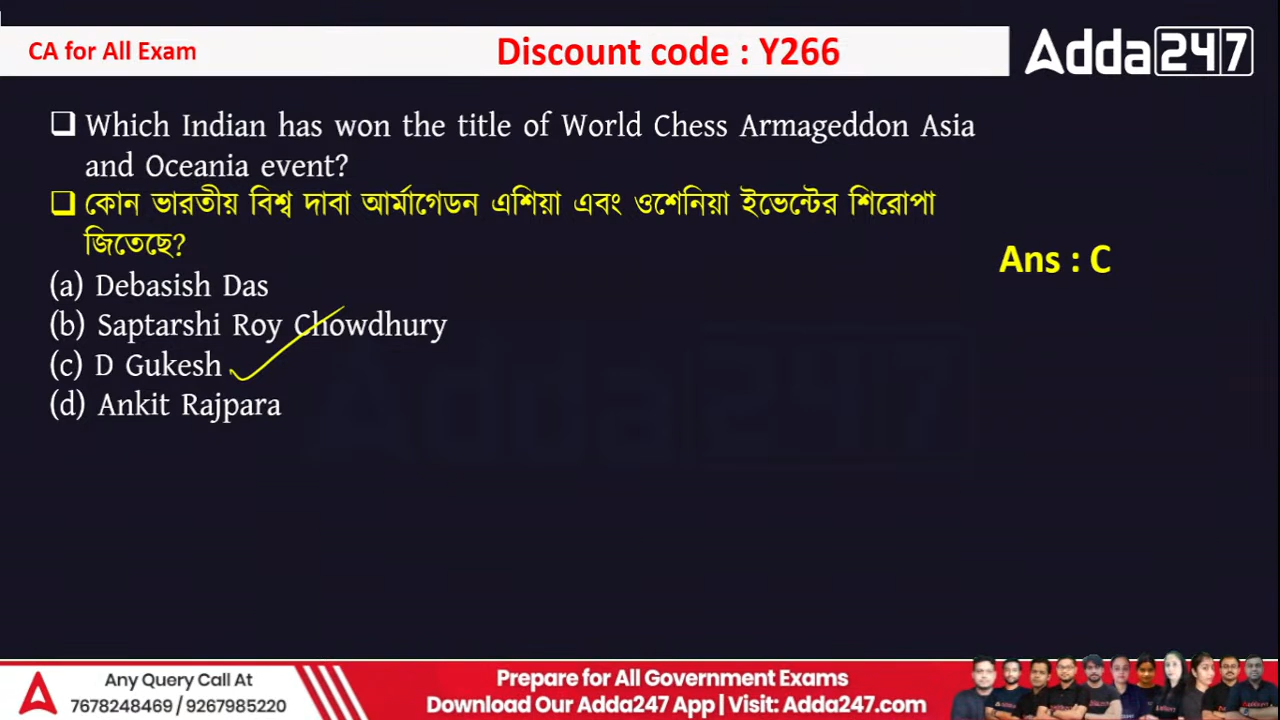 CA for All Exam
Discount code : Y266
Adda247
❑ Which Indian has won the title of World Chess Armageddon Asia
and Oceania event?
❑ কোন ভারতীয় বিশ্ব দাবা আর্মাগেডন এশিয়া এবং ওশেনিয়া ইভেন্টের শিরোপা
জিতেছে?
Ans : C
(a) Debasish Das
(b) Saptarshi Roy Chowdhury
(c) D Gukesh
(d) Ankit Rajpara
Adda247
Any Query Call At
7678248469 / 9267985220
Prepare for All Government Exams
Download Our Adda247 App | Visit: Adda247.com